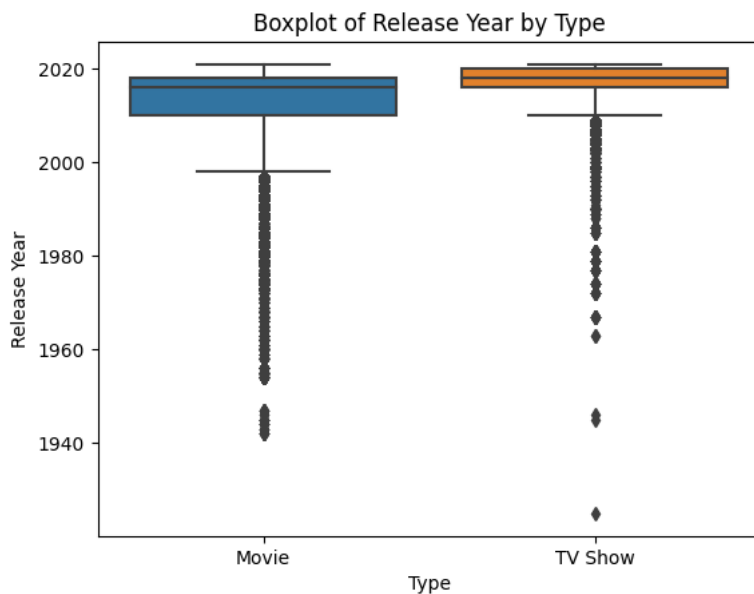 Boxplot of Release Year by Type
2020
2000
1980
1960
1940
Release Year
Movie
TV Show
Type